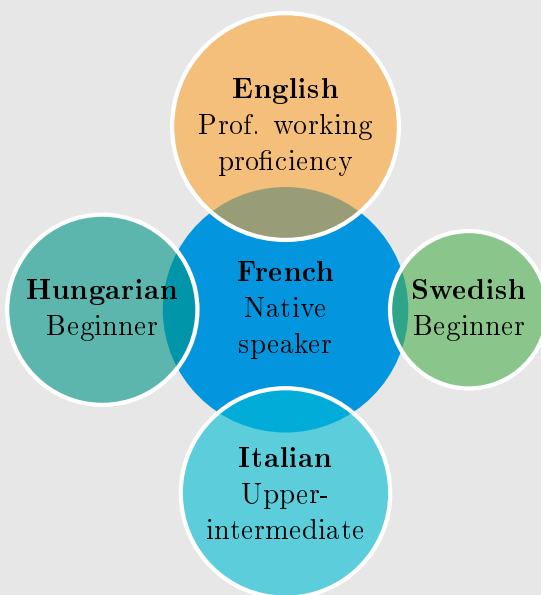 English
Prof. working
proficiency
Hungarian
Beginner
French
Native
speaker
Swedish
Beginner
Italian
Upper-
intermediate